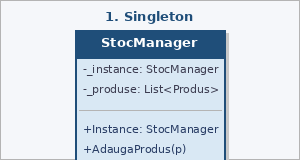 1. Singleton
StocManager
-_instance: StocManager
-_produse: List<Produs>
+Instance: StocManager
+AdaugaProdus(p)